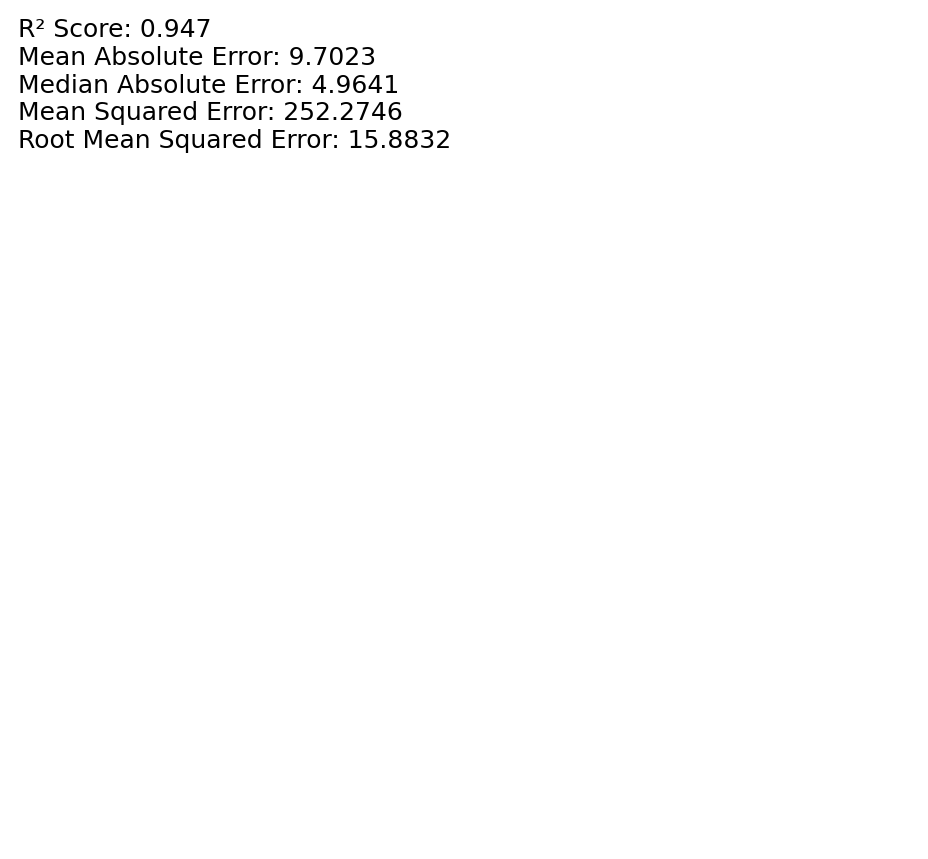 R² Score: 0.947
Mean Absolute Error: 9.7023
Median Absolute Error: 4.9641
Mean Squared Error: 252.2746
Root Mean Squared Error: 15.8832